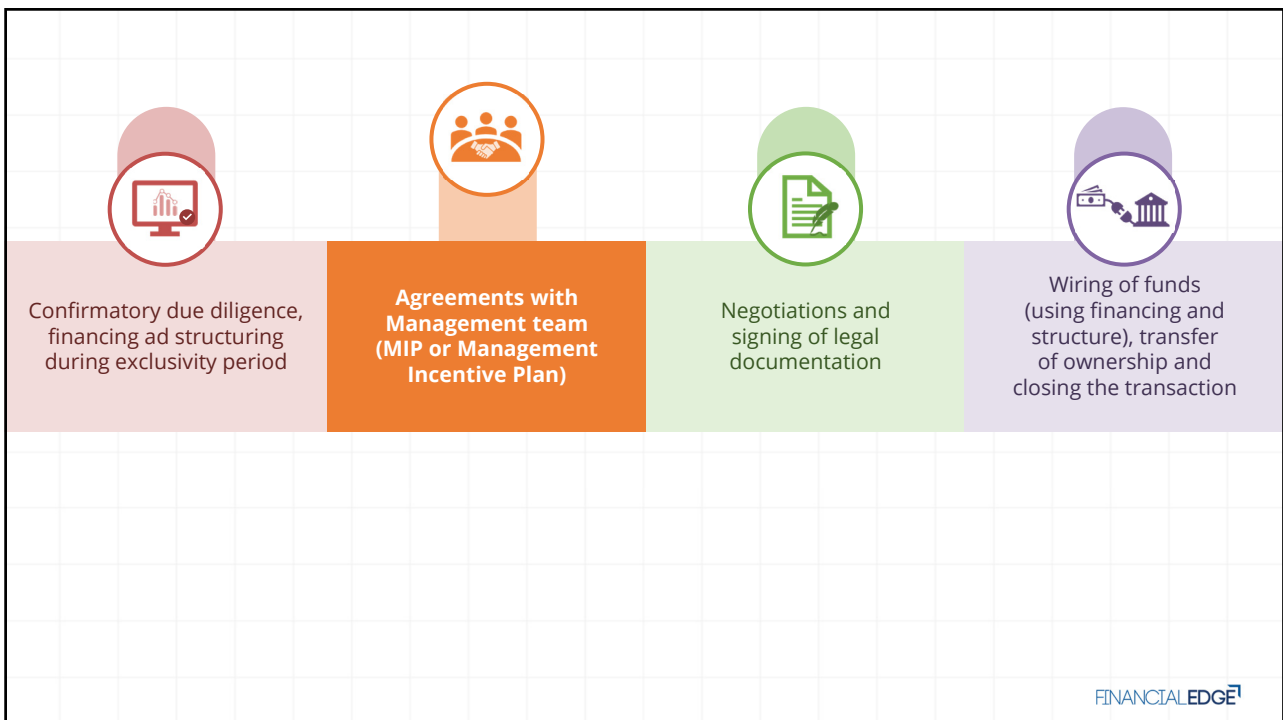 Confirmatory due diligence,
financing ad structuring
during exclusivity period
Agreements with
Management team
(MIP or Management
Incentive Plan)
Negotiations and
signing of legal
documentation
Wiring of funds
(using financing and
structure), transfer
of ownership and
closing the transaction
FINANCIALEDGE